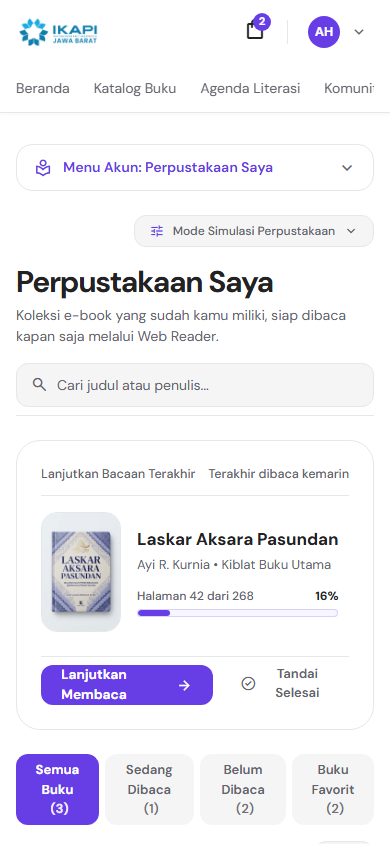 IKAPI
JAWA BARAT
2
AH
Beranda Katalog Buku Agenda Literasi Komunit
Menu Akun: Perpustakaan Saya
Mode Simulasi Perpustakaan
Perpustakaan Saya
Koleksi e-book yang sudah kamu miliki, siap dibaca
kapan saja melalui Web Reader.
Cari judul atau penulis...
Lanjutkan Bacaan Terakhir Terakhir dibaca kemarin
LASKAR
AKSARA
PASUNDAN
Laskar Aksara Pasundan
Ayi R. Kurnia • Kiblat Buku Utama
Halaman 42 dari 268 16%
Lanjutkan
Membaca
Tandai
Selesai
Semua
Buku
(3)
Sedang
Dibaca
(1)
Belum
Dibaca
(2)
Buku
Favorit
(2)